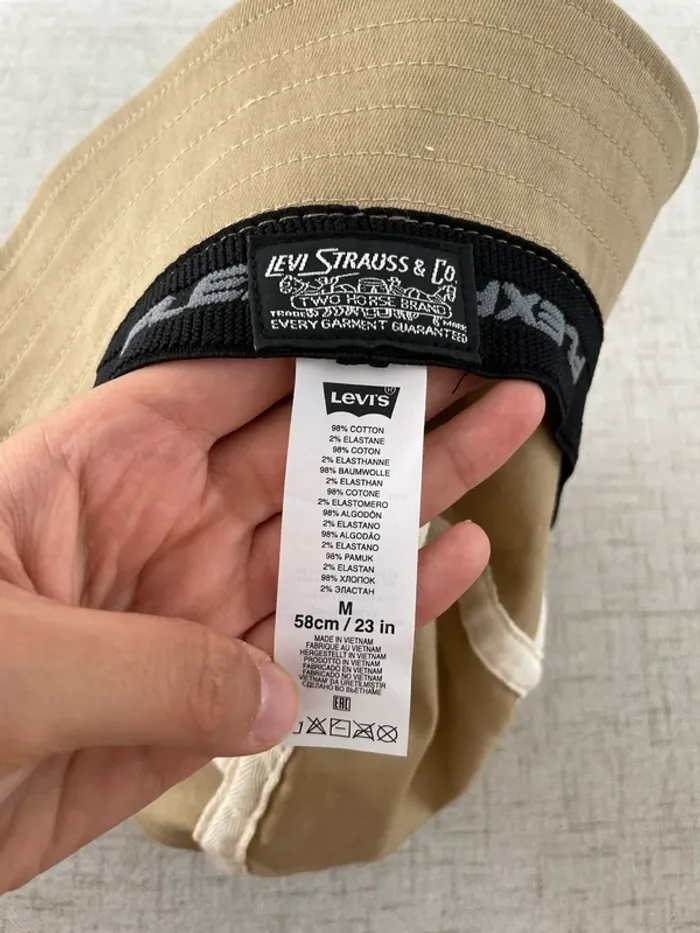 LEVI STRAUSS & CO.
TWO HORSE BRAND
TRADE MARK
EVERY GARMENT GUARANTEED
LEVI'S ®
98% COTTON
2% ELASTANE
98% COTON
2% ELASTHANNE
98% BAUMWOLLE
2% ELASTHAN
98% COTONE
2% ELASTOMERO
98% ALGODÓN
2% ELASTANO
98% ALGODÃO
2% ELASTANO
98% PAMUK
2% ELASTAN
98% ХЛОПОК
2% ЭЛАСТАН
M
58cm / 23 in
MADE IN VIETNAM
FABRIQUE AU VIETNAM
HERGESTELLT IN VIETNAM
PRODOTTO IN VIETNAM
FABRICADO EN VIETNAM
FABRICADO NO VIETNAM
VIETNAM' DA ÜRETILMISTIR
СДЕЛАНО ВО ВЬЕТНАМЕ
EAC